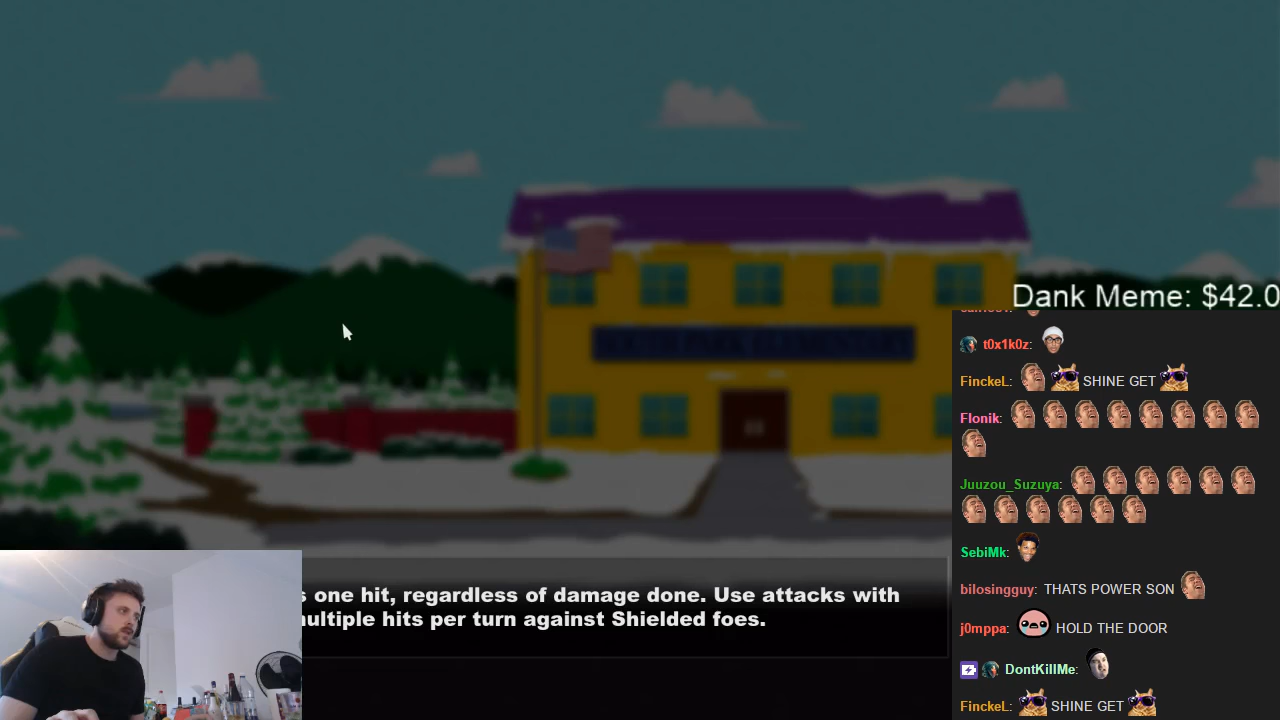 Dank Meme: $42.0
t0x1k0z:
FinckeL: SHINE GET
Flonik:
Juuzou_Suzuya:
SebiMk:
bilosingguy: THATS POWER SON
j0mppa: HOLD THE DOOR
DontKillMe:
FinckeL: SHINE GET
one hit, regardless of damage done. Use attacks with
multiple hits per turn against Shielded foes.